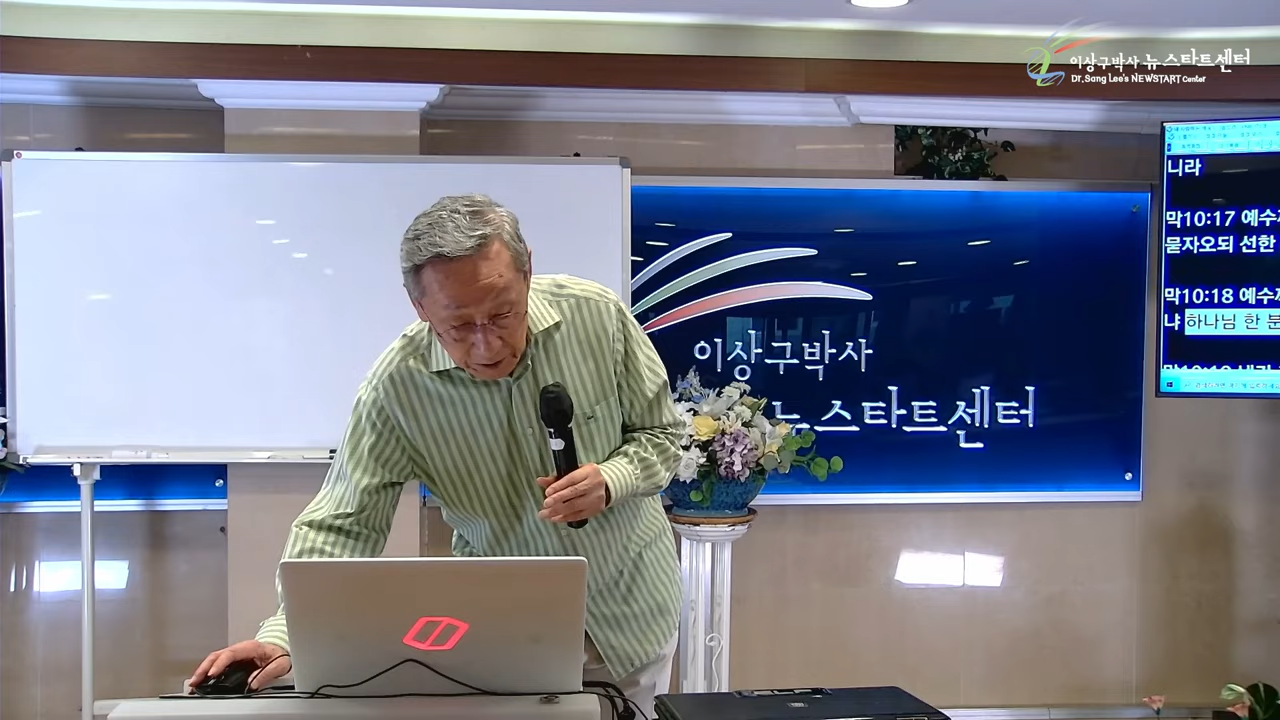 이상구박사 뉴스타트센터
Dr. Sang Lee's NEWSTART Center
니라
막10:17 예수
묻자오되 선한
막10:18 예수
냐 하나님 한 분
이상구박사
뉴스타트센터